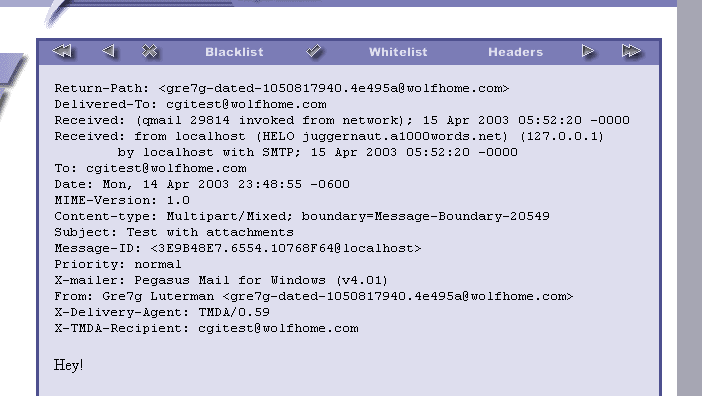 Blacklist Whitelist Headers
Return-Path: <gre7g-dated-1050817940.4e495a@wolfhome.com>
Delivered-To: cgitest@wolfhome.com
Received: (qmail 29814 invoked from network); 15 Apr 2003 05:52:20 -0000
Received: from localhost (HELO juggernaut.a1000words.net) (127.0.0.1)
by localhost with SMTP; 15 Apr 2003 05:52:20 -0000
To: cgitest@wolfhome.com
Date: Mon, 14 Apr 2003 23:48:55 -0600
MIME-Version: 1.0
Content-type: Multipart/Mixed; boundary=Message-Boundary-20549
Subject: Test with attachments
Message-ID: <3E9B48E7.6554.10768F64@localhost>
Priority: normal
X-mailer: Pegasus Mail for Windows (v4.01)
From: Gre7g Luterman <gre7g-dated-1050817940.4e495a@wolfhome.com>
X-Delivery-Agent: TMDA/0.59
X-TMDA-Recipient: cgitest@wolfhome.com
Hey!